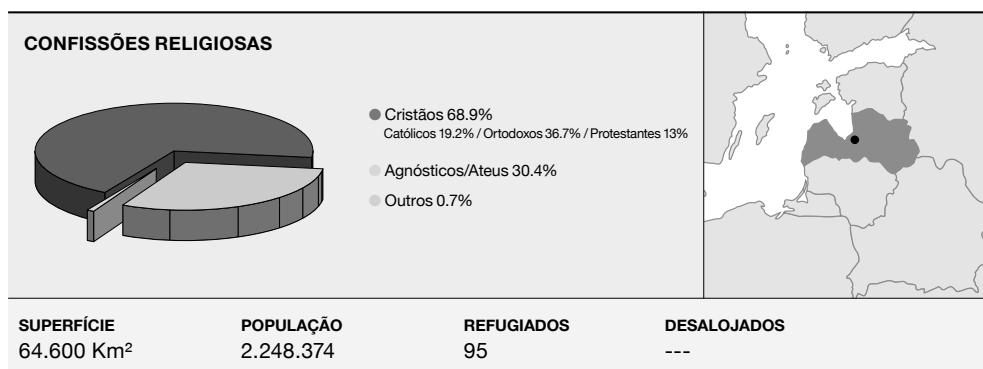 CONFISSÕES RELIGIOSAS
Cristãos 68.9%
Católicos 19.2% / Ortodoxos 36.7% / Protestantes 13%
Agnósticos/Ateus 30.4%
Outros 0.7%
SUPERFÍCIE POPULAÇÃO REFUGIADOS DESALOJADOS
64.600 Km² 2.248.374 95 ---